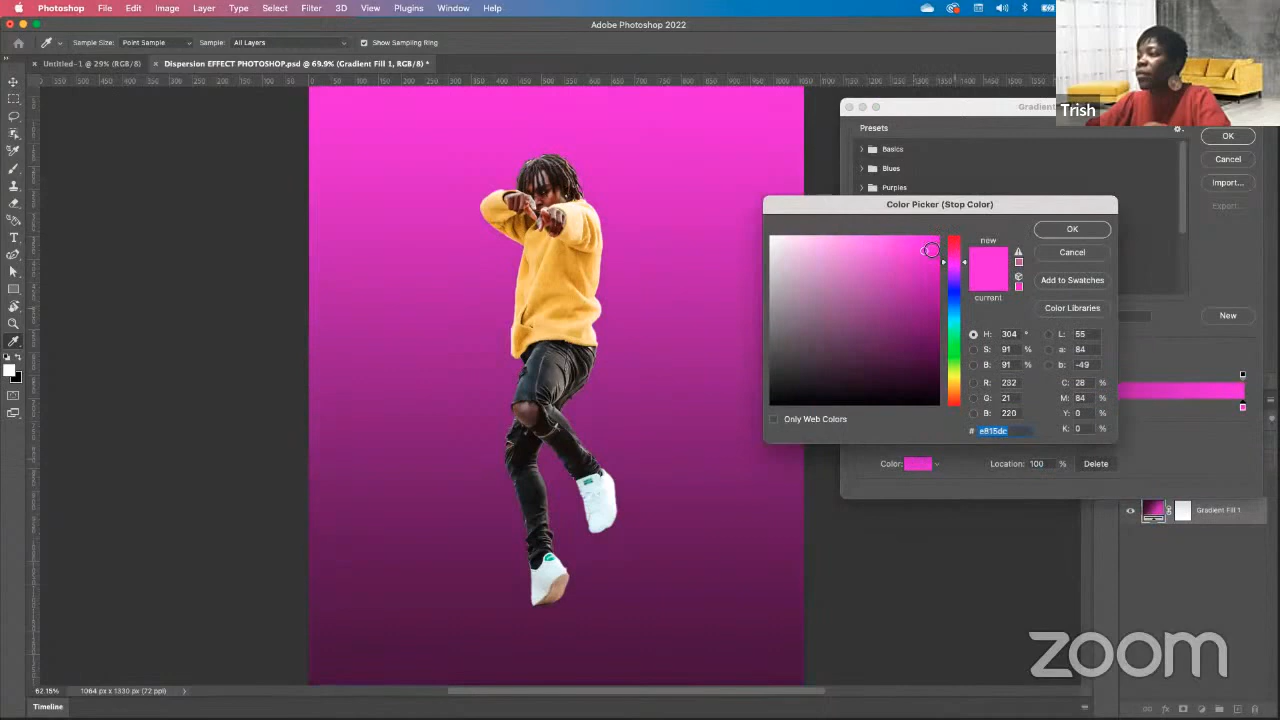 Photoshop File Edit Image Layer Type Select Filter 3D View Plugins Window Help
Adobe Photoshop 2022
Sample Size: Point Sample Sample: All Layers Show Sampling Ring
Untitled-1 @ 29% (RGB/8) Dispersion EFFECT PHOTOSHOP.psd @ 69.9% (Gradient Fill 1, RGB/8) *
Trish
Gradient
Presets
OK
Basics
Cancel
Blues
Import...
Purples
Export...
Color Picker (Stop Color)
OK
new
Cancel
Add to Swatches
current
Color Libraries
New
H: 304 ° L: 55
S: 91 % a: 84
B: 91 % b: -49
R: 232 C: 28 %
G: 21 M: 84 %
B: 220 Y: 0 %
K: 0 %
Only Web Colors
# e815dc
Color: Location: 100 % Delete
Gradient Fill 1
zoom
62.15% 1064 px x 1330 px (72 ppi)
Timeline